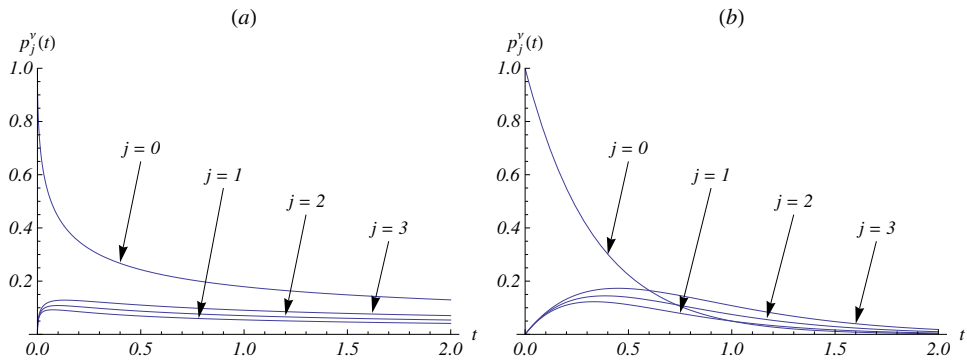 (a)
p_j^ν(t)
1.0
0.8
0.6
0.4
0.2
0.0
0.5
1.0
1.5
2.0
t
j = 0
j = 1
j = 2
j = 3
(b)
p_j^ν(t)
1.0
0.8
0.6
0.4
0.2
0.0
0.5
1.0
1.5
2.0
t
j = 0
j = 1
j = 2
j = 3